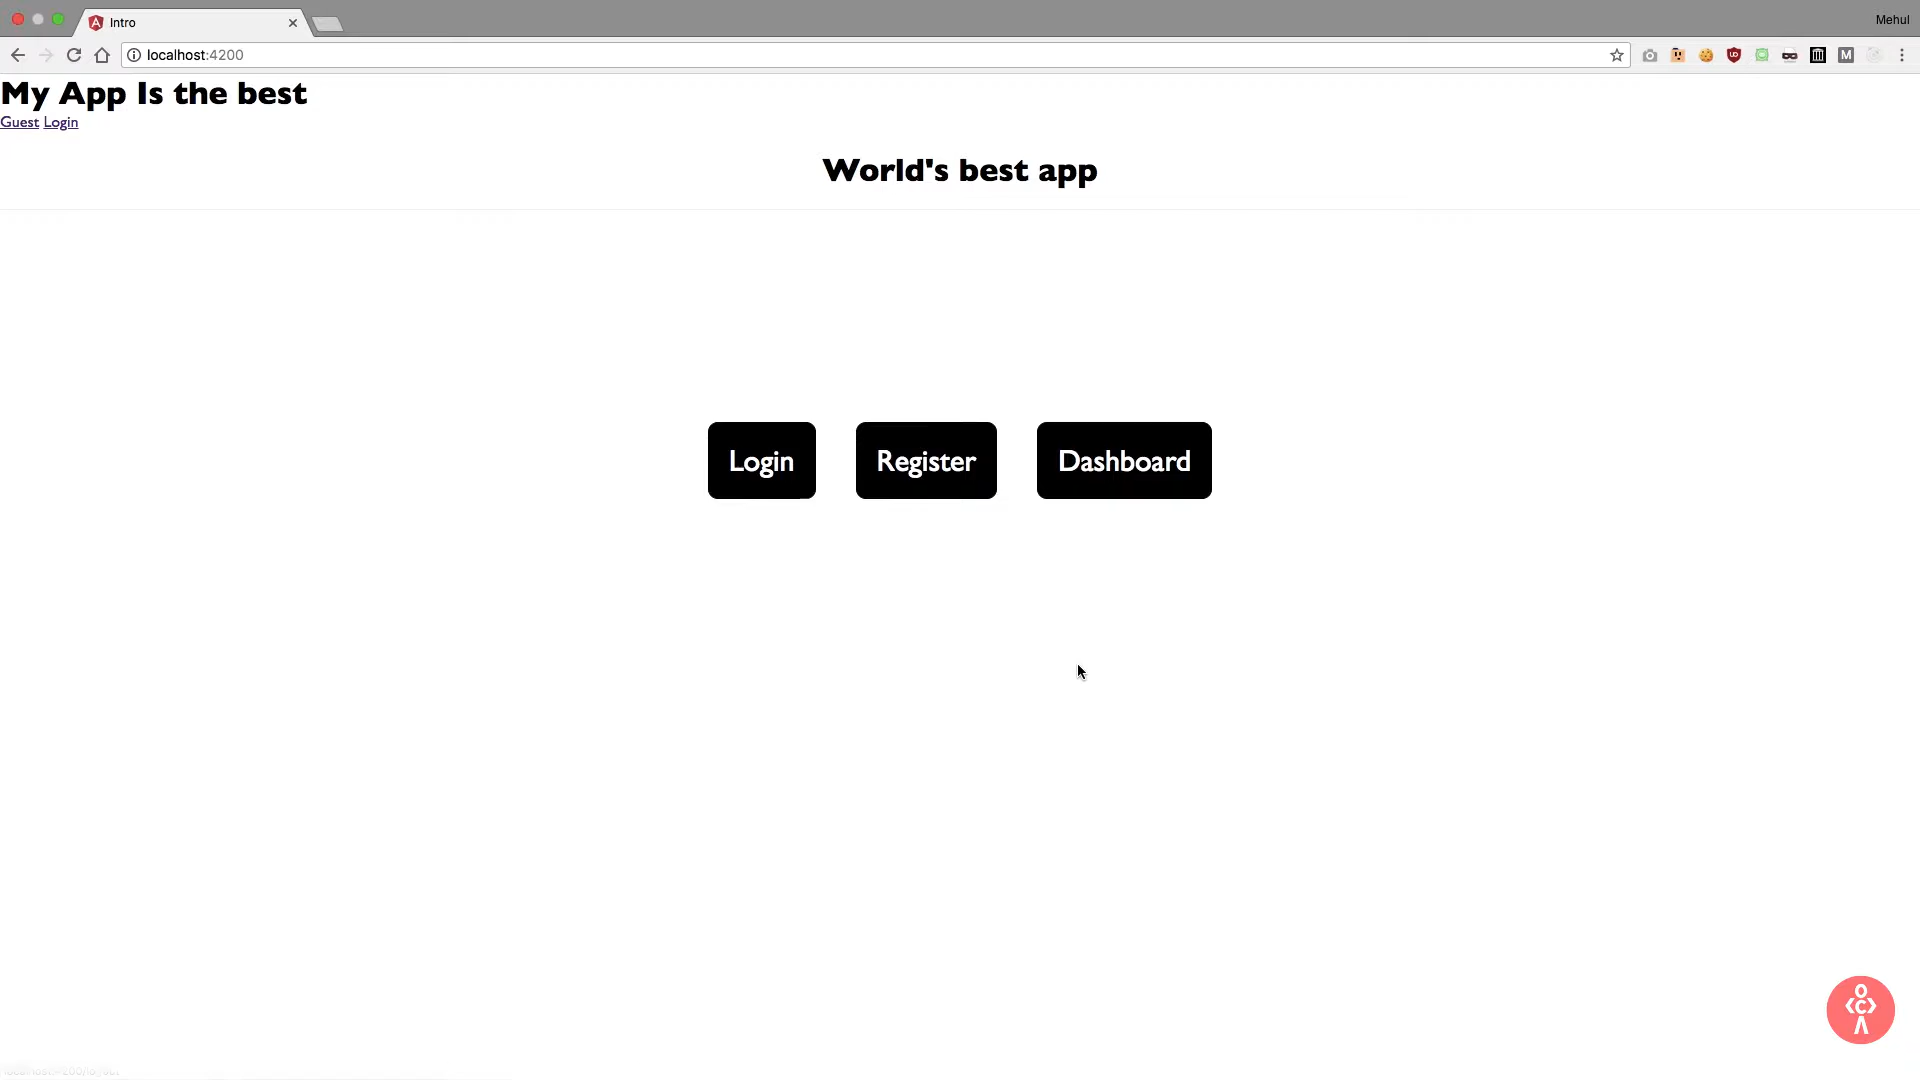 Intro
Mehul
localhost:4200
My App Is the best
Guest Login
World's best app
Login Register Dashboard